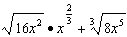 √(16x²) • x^(2/3) + ∛(8x⁵)